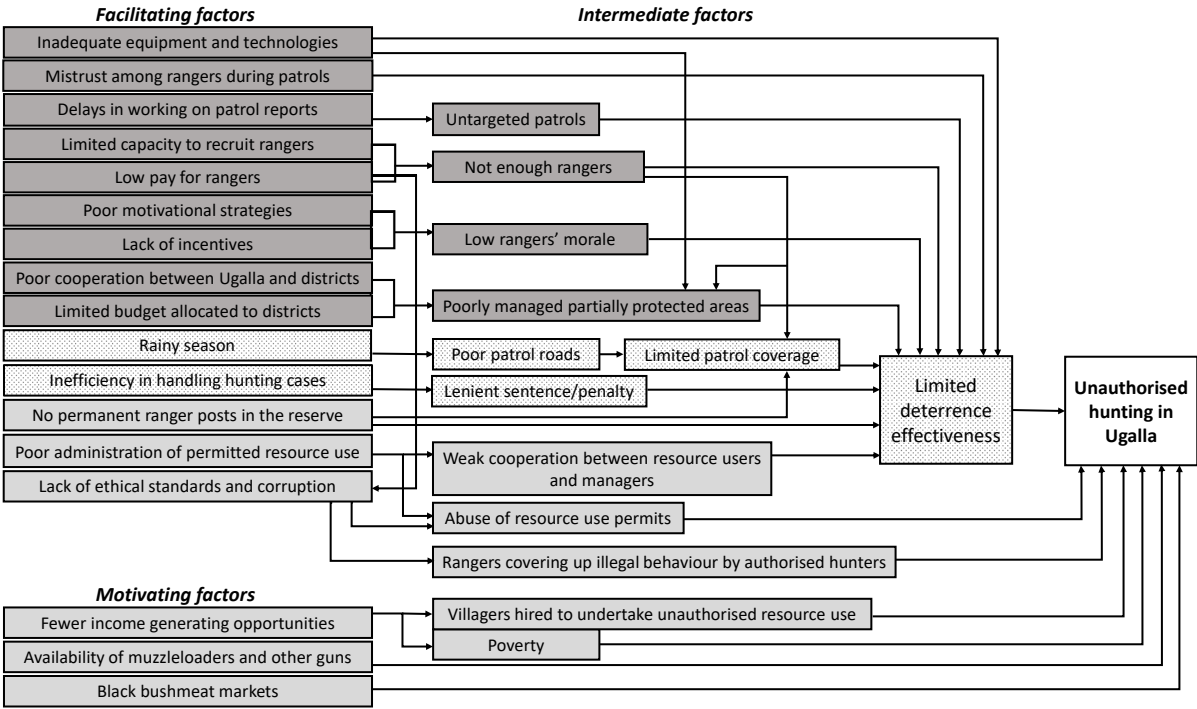 Facilitating factors
Intermediate factors
Inadequate equipment and technologies
Mistrust among rangers during patrols
Delays in working on patrol reports
Untargeted patrols
Limited capacity to recruit rangers
Not enough rangers
Low pay for rangers
Poor motivational strategies
Low rangers’ morale
Lack of incentives
Poor cooperation between Ugalla and districts
Poorly managed partially protected areas
Limited budget allocated to districts
Rainy season
Poor patrol roads
Limited patrol coverage
Inefficiency in handling hunting cases
Lenient sentence/penalty
Limited
deterrence
effectiveness
Unauthorised
hunting in
Ugalla
No permanent ranger posts in the reserve
Poor administration of permitted resource use
Weak cooperation between resource users
and managers
Lack of ethical standards and corruption
Abuse of resource use permits
Rangers covering up illegal behaviour by authorised hunters
Motivating factors
Fewer income generating opportunities
Villagers hired to undertake unauthorised resource use
Poverty
Availability of muzzleloaders and other guns
Black bushmeat markets